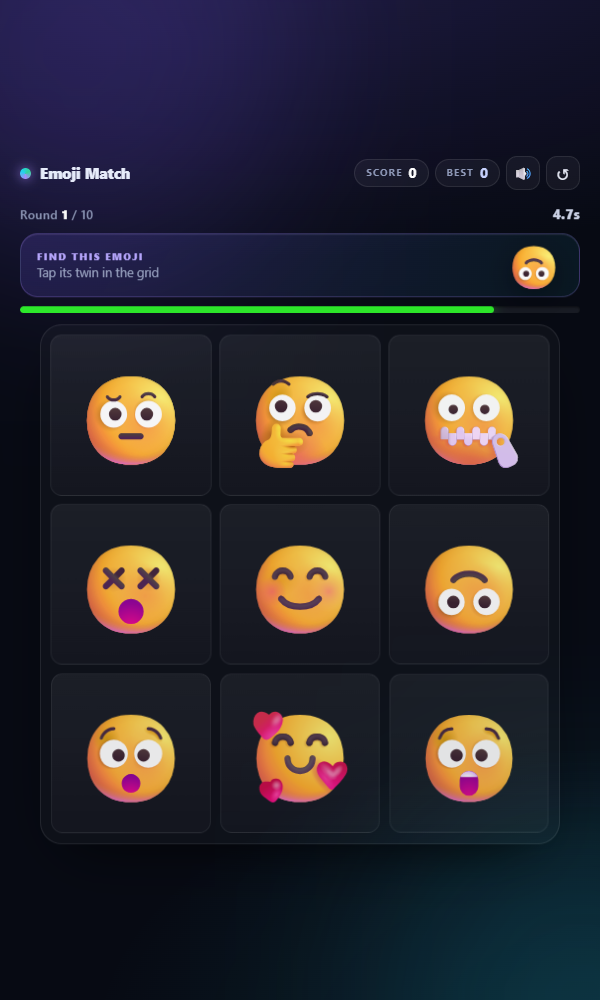 Emoji Match
SCORE 0
BEST 0
Round 1 / 10
4.7s
FIND THIS EMOJI
Tap its twin in the grid